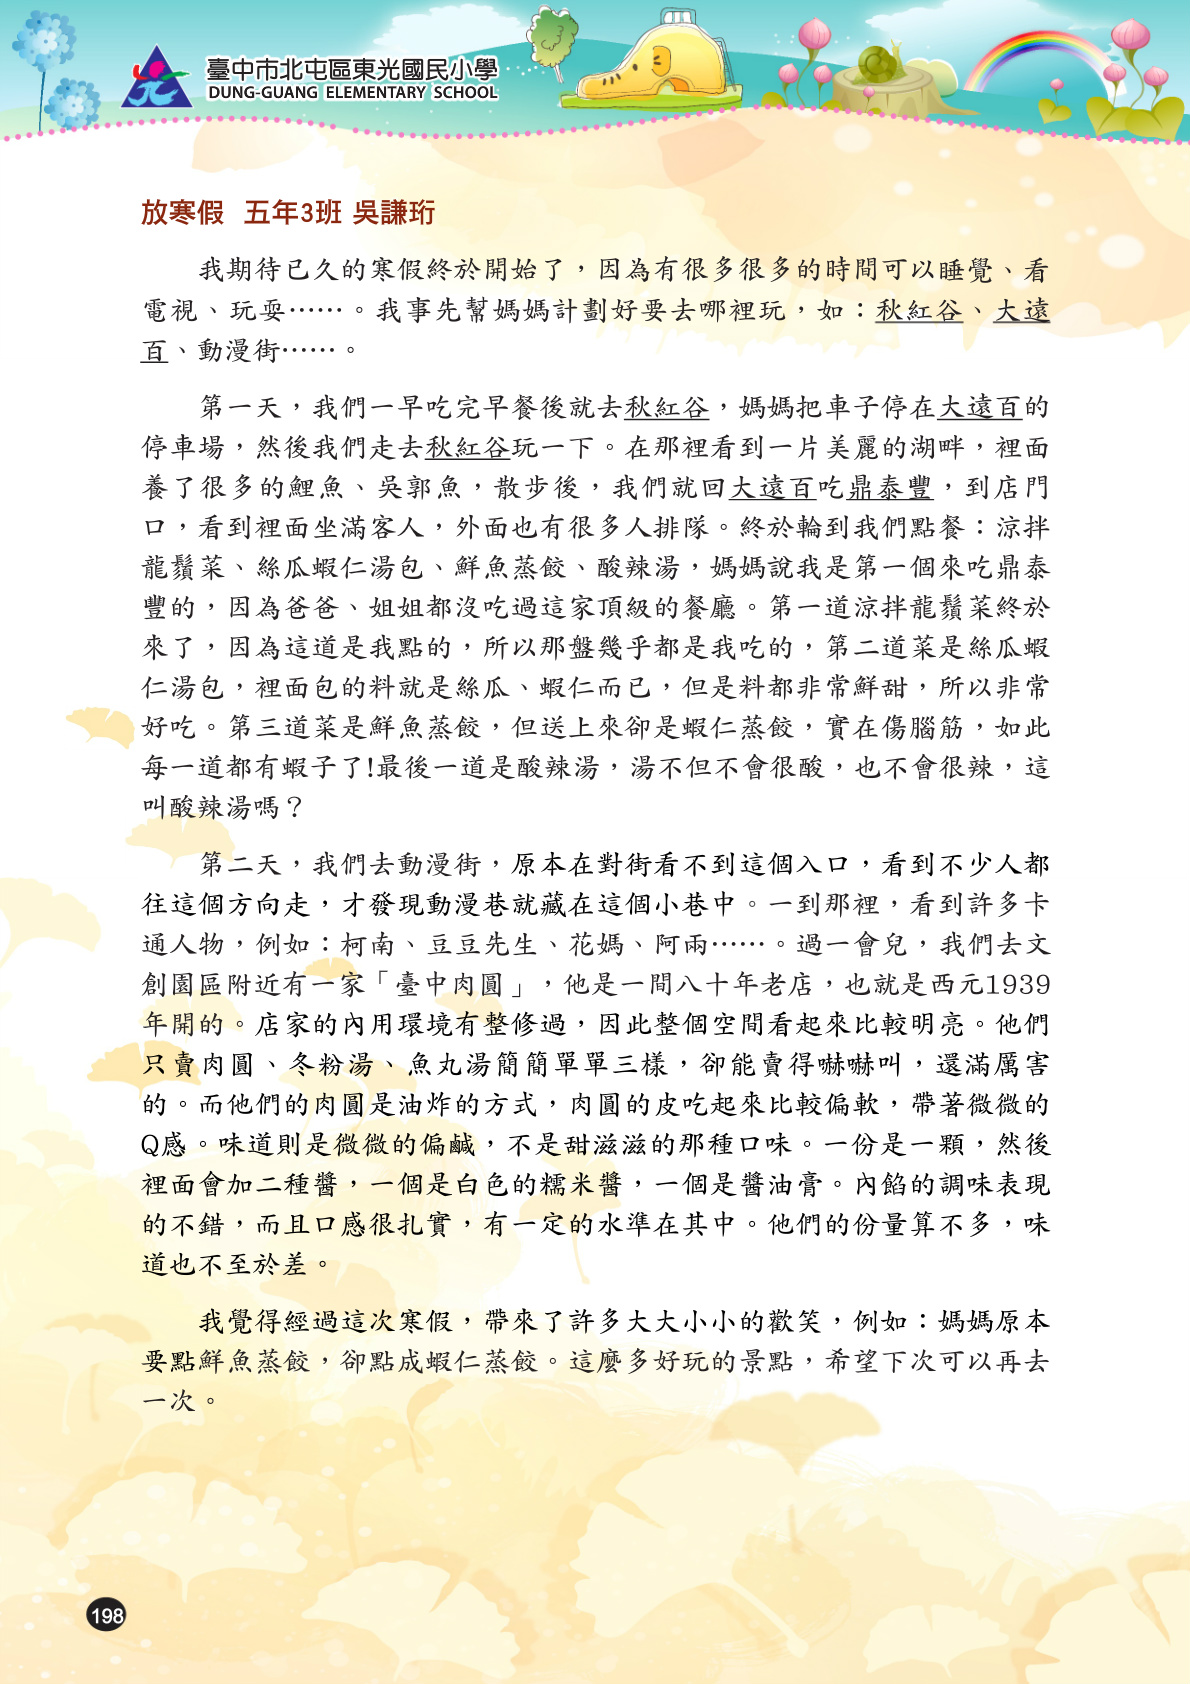 臺中市北屯區東光國民小學
DUNG-GUANG ELEMENTARY SCHOOL
放寒假 五年3班 吳謙珩
我期待已久的寒假終於開始了，因為有很多很多的時間可以睡覺、看
電視、玩耍……。我事先幫媽媽計劃好要去哪裡玩，如：秋紅谷、大遠
百、動漫街……。
第一天，我們一早吃完早餐後就去秋紅谷，媽媽把車子停在大遠百的
停車場，然後我們走去秋紅谷玩一下。在那裡看到一片美麗的湖畔，裡面
養了很多的鯉魚、吳郭魚，散步後，我們就回大遠百吃鼎泰豐，到店門
口，看到裡面坐滿客人，外面也有很多人排隊。終於輪到我們點餐：涼拌
龍鬚菜、絲瓜蝦仁湯包、鮮魚蒸餃、酸辣湯，媽媽說我是第一個來吃鼎泰
豐的，因為爸爸、姐姐都沒吃過這家頂級的餐廳。第一道涼拌龍鬚菜終於
來了，因為這道是我點的，所以那盤幾乎都是我吃的，第二道菜是絲瓜蝦
仁湯包，裡面包的料就是絲瓜、蝦仁而已，但是料都非常鮮甜，所以非常
好吃。第三道菜是鮮魚蒸餃，但送上來卻是蝦仁蒸餃，實在傷腦筋，如此
每一道都有蝦子了!最後一道是酸辣湯，湯不但不會很酸，也不會很辣，這
叫酸辣湯嗎？
第二天，我們去動漫街，原本在對街看不到這個入口，看到不少人都
往這個方向走，才發現動漫巷就藏在這個小巷中。一到那裡，看到許多卡
通人物，例如：柯南、豆豆先生、花媽、阿兩……。過一會兒，我們去文
創園區附近有一家「臺中肉圓」，他是一間八十年老店，也就是西元1939
年開的。店家的內用環境有整修過，因此整個空間看起來比較明亮。他們
只賣肉圓、冬粉湯、魚丸湯簡簡單單三樣，卻能賣得嚇嚇叫，還滿厲害
的。而他們的肉圓是油炸的方式，肉圓的皮吃起來比較偏軟，帶著微微的
Q感。味道則是微微的偏鹹，不是甜滋滋的那種口味。一份是一顆，然後
裡面會加二種醬，一個是白色的糯米醬，一個是醬油膏。內餡的調味表現
的不錯，而且口感很扎實，有一定的水準在其中。他們的份量算不多，味
道也不至於差。
我覺得經過這次寒假，帶來了許多大大小小的歡笑，例如：媽媽原本
要點鮮魚蒸餃，卻點成蝦仁蒸餃。這麼多好玩的景點，希望下次可以再去
一次。
198